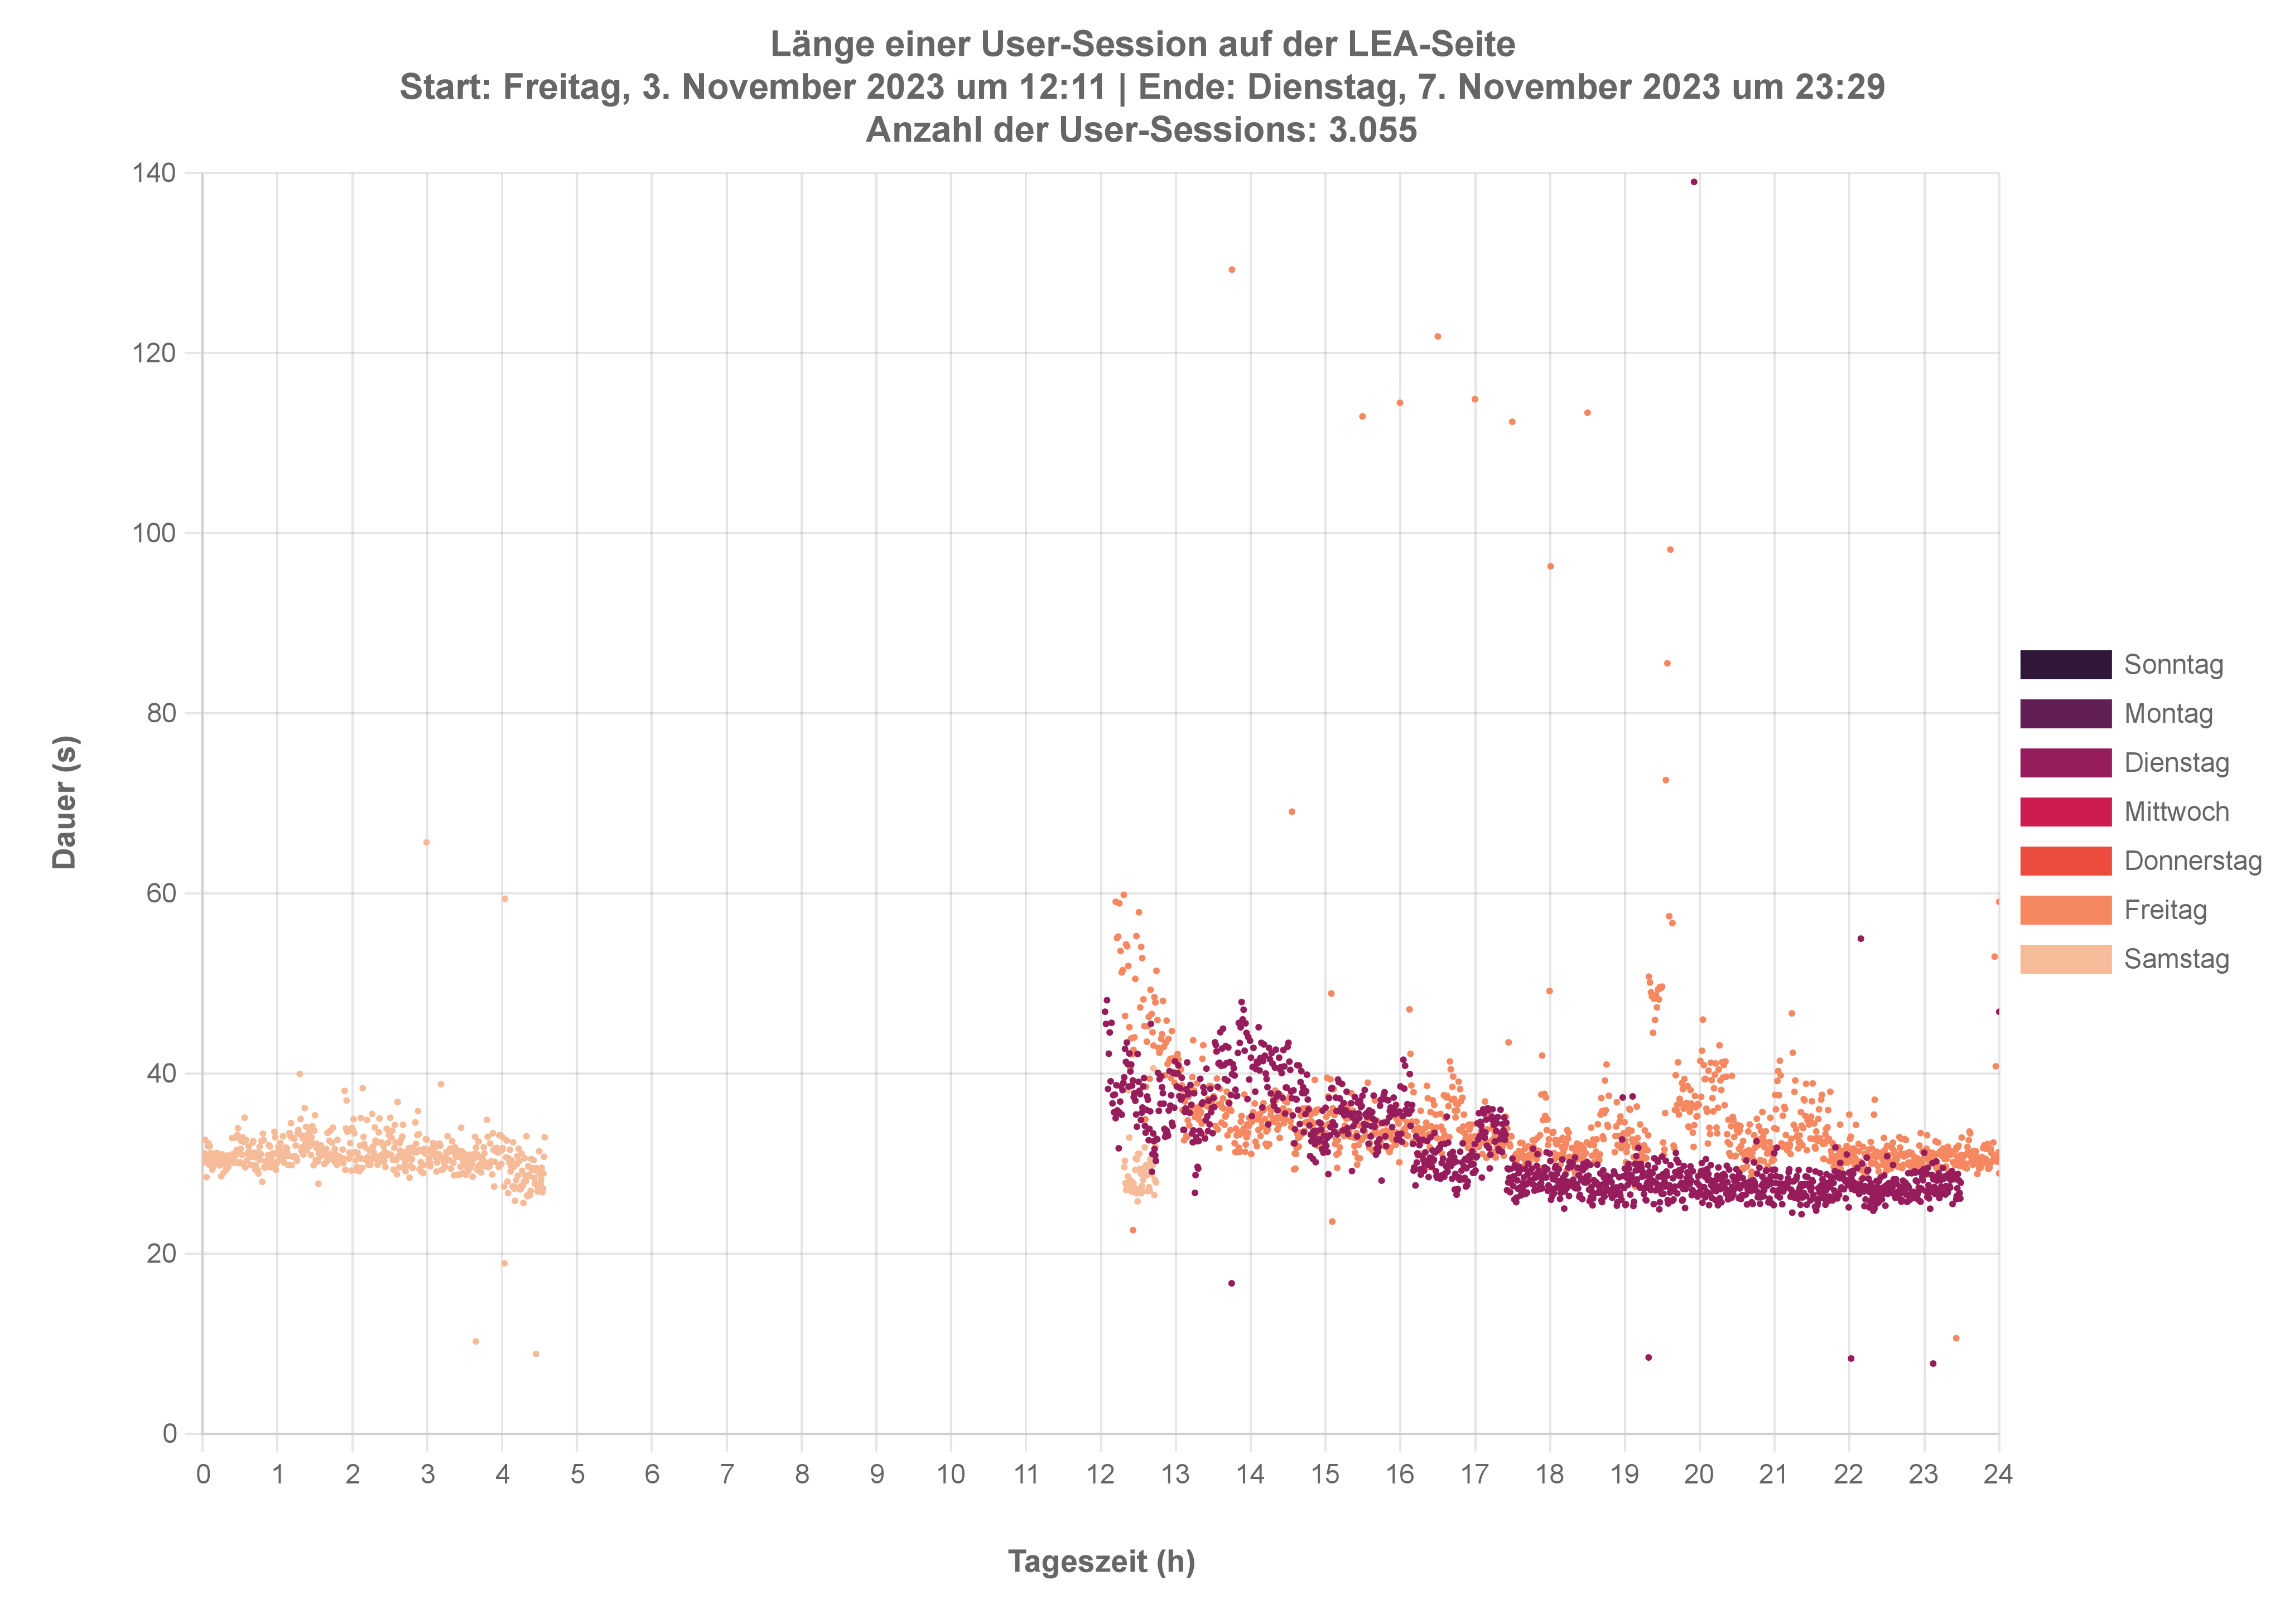 Länge einer User-Session auf der LEA-Seite
Start: Freitag, 3. November 2023 um 12:11 | Ende: Dienstag, 7. November 2023 um 23:29
Anzahl der User-Sessions: 3.055
140
120
100
80
60
40
20
0
Dauer (s)
0 1 2 3 4 5 6 7 8 9 10 11 12 13 14 15 16 17 18 19 20 21 22 23 24
Tageszeit (h)
Sonntag
Montag
Dienstag
Mittwoch
Donnerstag
Freitag
Samstag